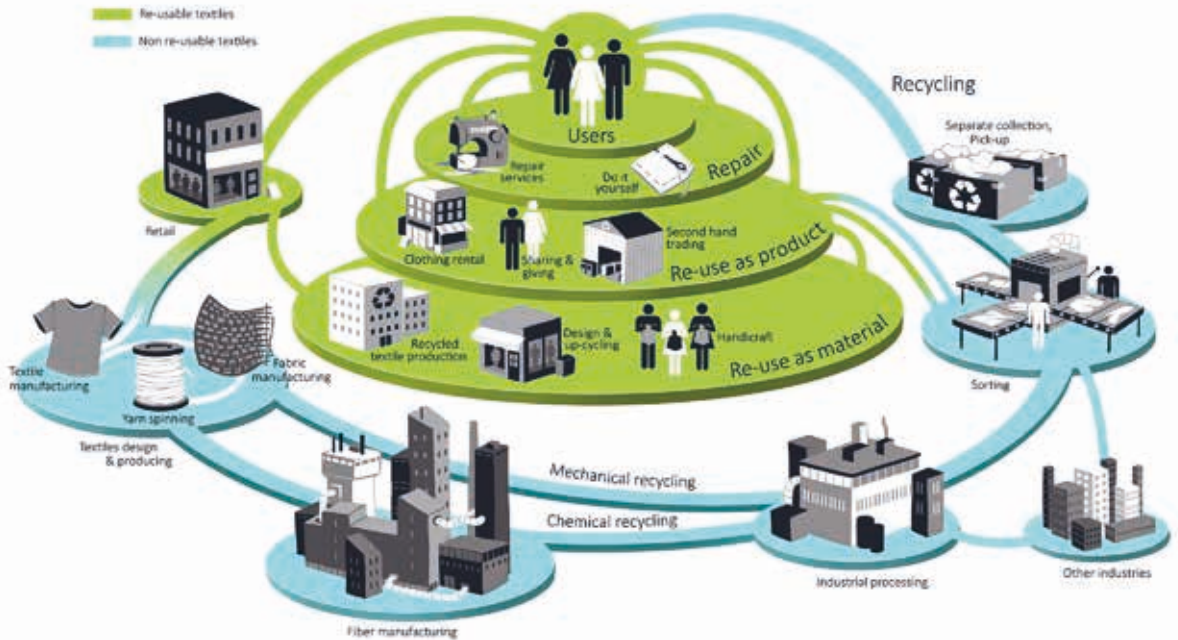 Re-usable textiles
Non re-usable textiles
Recycling
Separate collection,
Pick-up
Users
Repair
services
Do it
yourself
Repair
Retail
Clothing rental
Sharing &
giving
Second hand
trading
Re-use as product
Recycled
textile production
Design &
up-cycling
Handicraft
Re-use as material
Textile
manufacturing
Fabric
manufacturing
Yarn spinning
Textiles design
& producing
Sorting
Mechanical recycling
Chemical recycling
Industrial processing
Other industries
Fiber manufacturing